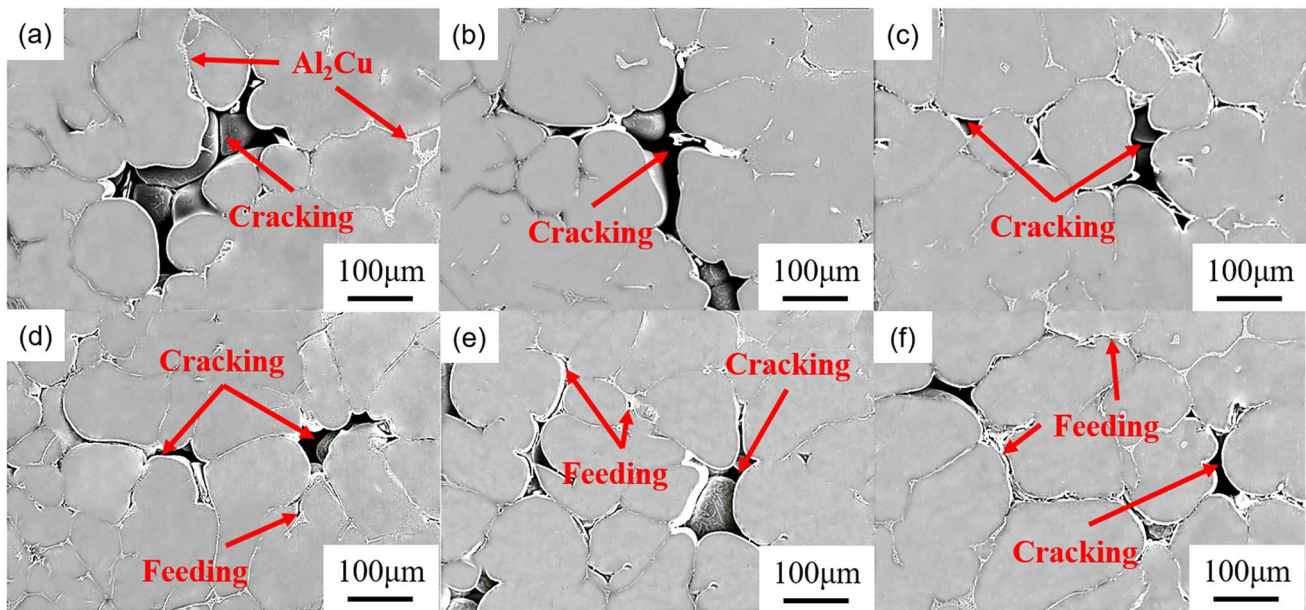 (a)
Al₂Cu
Cracking
100μm
(b)
Cracking
100μm
(c)
Cracking
100μm
(d)
Cracking
Feeding
100μm
(e)
Cracking
Feeding
100μm
(f)
Feeding
Cracking
100μm